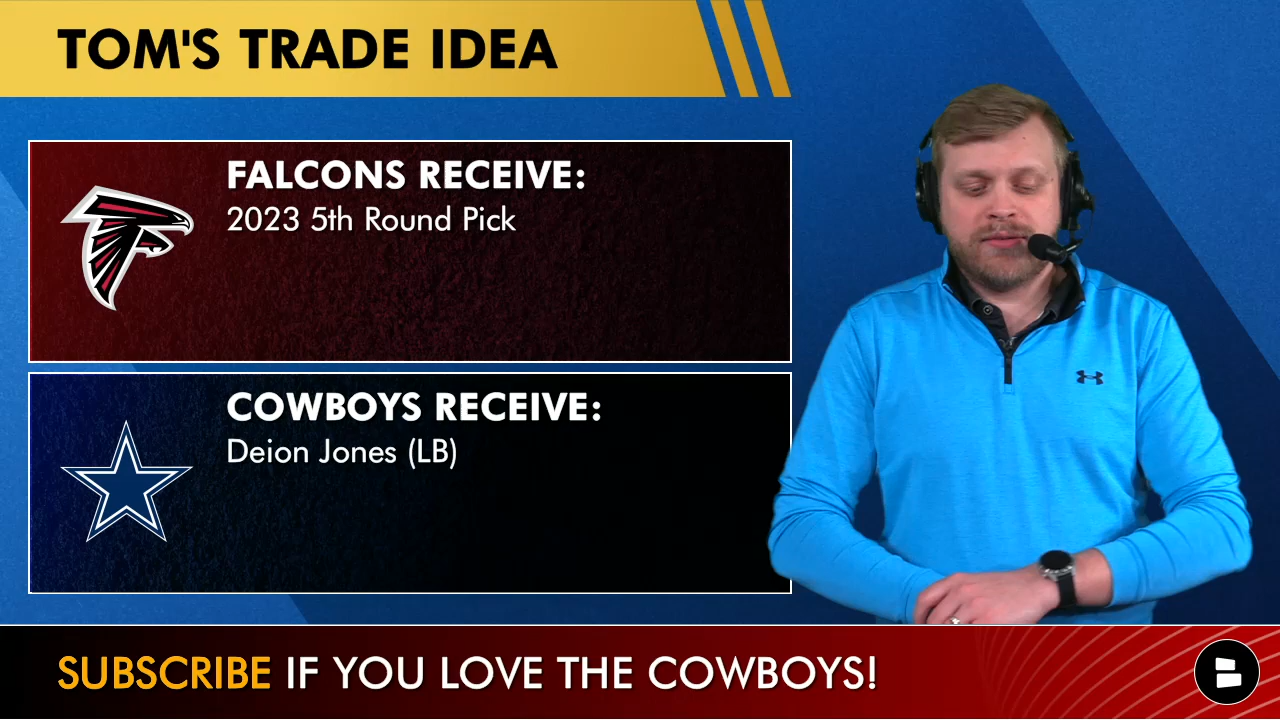 TOM'S TRADE IDEA
FALCONS RECEIVE:
2023 5th Round Pick
COWBOYS RECEIVE:
Deion Jones (LB)
SUBSCRIBE IF YOU LOVE THE COWBOYS!